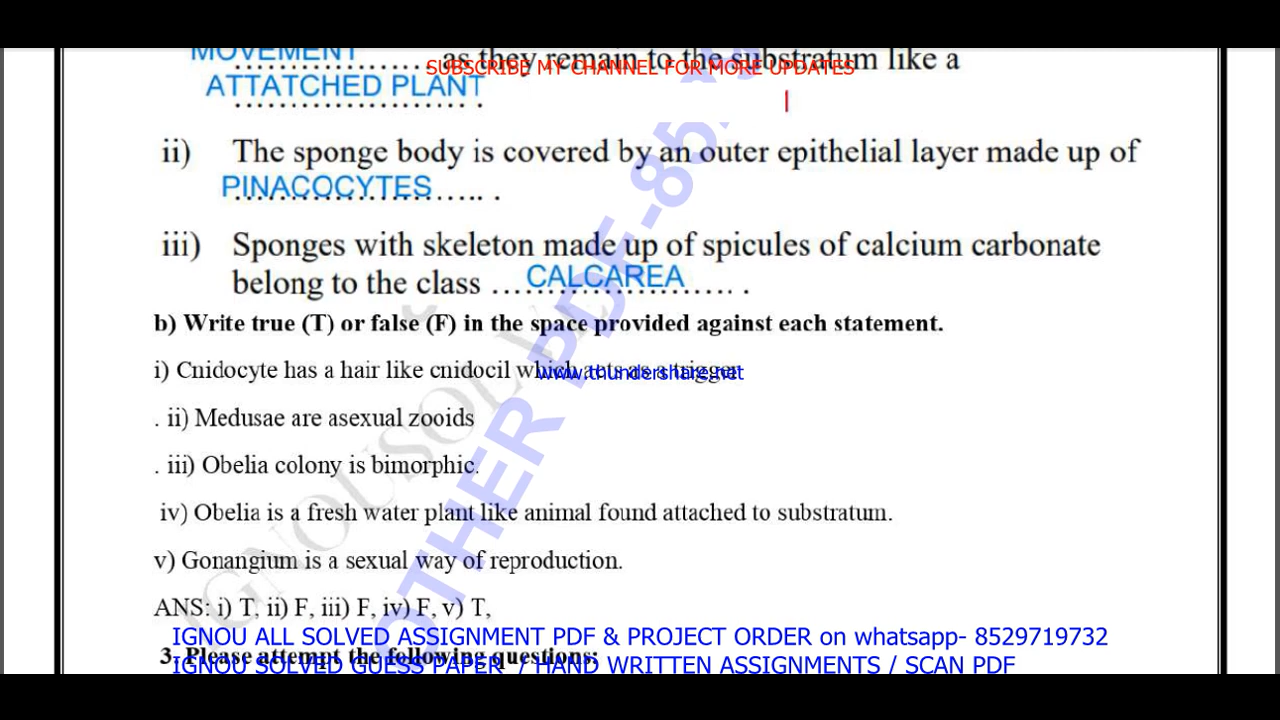 MOVEMENT
.................. as they remain to the substratum like a
SUBSCRIBE MY CHANNEL FOR MORE UPDATES
ATTATCHED PLANT
ii) The sponge body is covered by an outer epithelial layer made up of
PINACOCYTES
iii) Sponges with skeleton made up of spicules of calcium carbonate
belong to the class ........................ .
CALCAREA
b) Write true (T) or false (F) in the space provided against each statement.
i) Cnidocyte has a hair like cnidocil which acts as a trigger
www.thundershare.net
. ii) Medusae are asexual zooids
. iii) Obelia colony is bimorphic.
iv) Obelia is a fresh water plant like animal found attached to substratum.
v) Gonangium is a sexual way of reproduction.
ANS: i) T, ii) F, iii) F, iv) F, v) T,
IGNOU ALL SOLVED ASSIGNMENT PDF & PROJECT ORDER on whatsapp- 8529719732
3. Please attempt the following questions:
IGNOU SOLVED GUESS PAPER / HAND WRITTEN ASSIGNMENTS / SCAN PDF
OTHER PDF-85